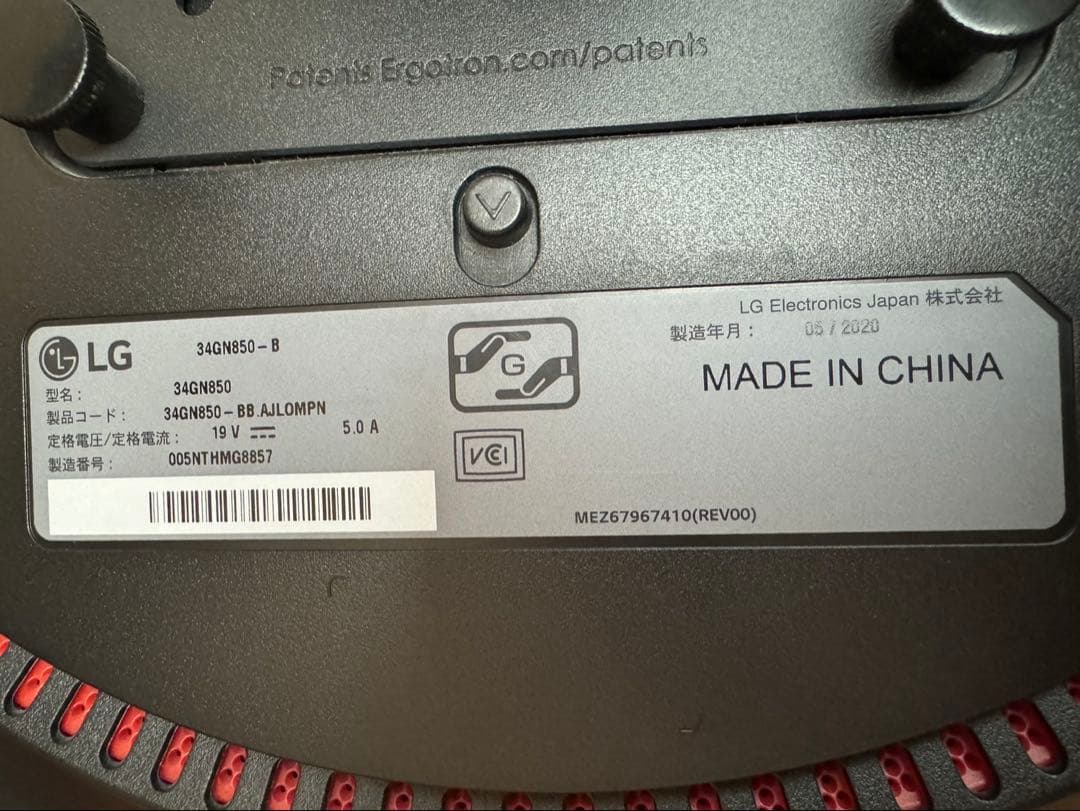 Patents Ergotron.com/patents
LG
34GN850-B
型名：
34GN850
製品コード：
34GN850-BB.AJLOMPN
定格電圧/定格電流：
19 V ⎓
5.0 A
製造番号：
005NTHMG8857
G
VCI
LG Electronics Japan 株式会社
製造年月：
05 / 2020
MADE IN CHINA
MEZ67967410(REV00)